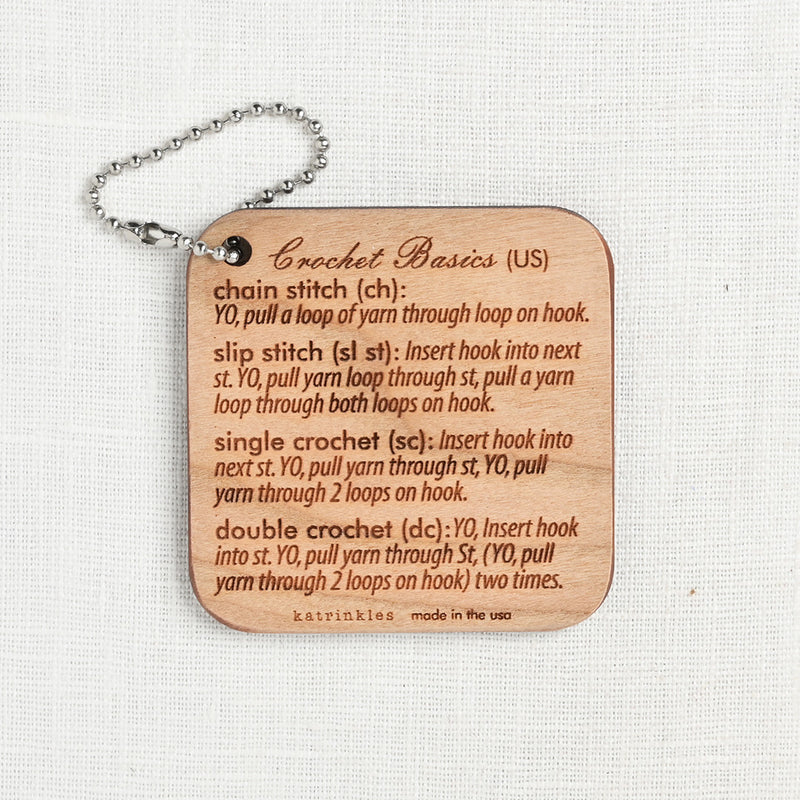 Crochet Basics (US)
chain stitch (ch):
YO, pull a loop of yarn through loop on hook.
slip stitch (sl st): Insert hook into next
st. YO, pull yarn loop through st, pull a yarn
loop through both loops on hook.
single crochet (sc): Insert hook into
next st. YO, pull yarn through st, YO, pull
yarn through 2 loops on hook.
double crochet (dc): YO, Insert hook
into st. YO, pull yarn through St, (YO, pull
yarn through 2 loops on hook) two times.
katrinkles made in the usa